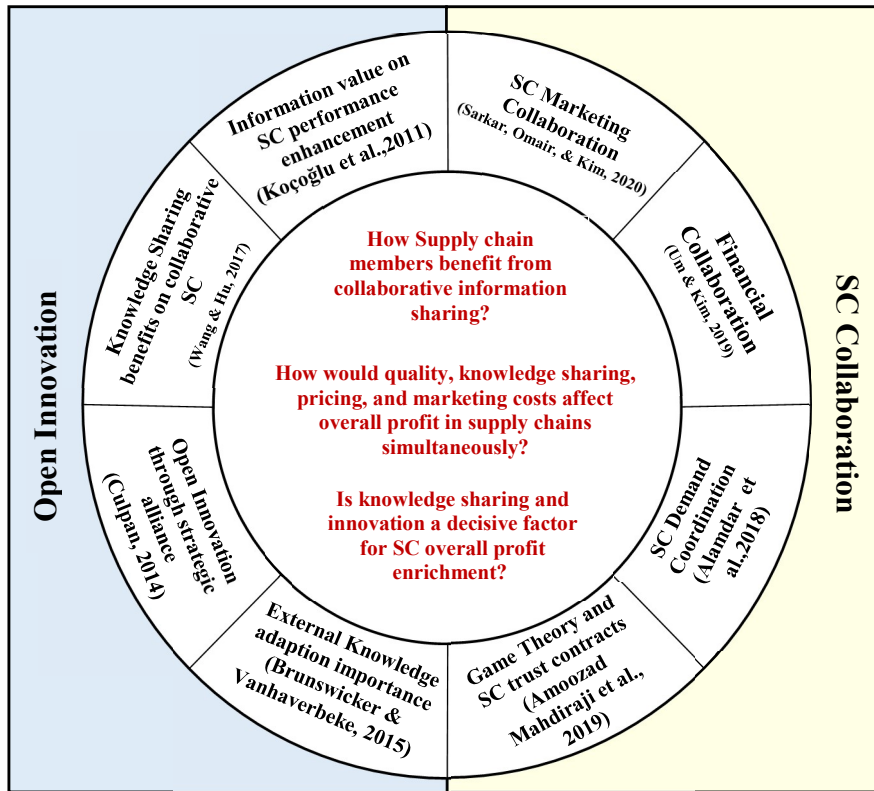 Open Innovation
Information value on
SC performance
enhancement
(Koçoğlu et al.,2011)
Knowledge Sharing
benefits on collaborative
SC
(Wang & Hu, 2017)
Open Innovation
through strategic
alliance
(Culpan, 2014)
External Knowledge
adaption importance
(Brunswicker &
Vanhaverbeke, 2015)
SC Marketing
Collaboration
(Sarkar, Omair, & Kim, 2020)
Financial
Collaboration
(Um & Kim, 2019)
SC Demand
Coordination
(Alamdar et
al.,2018)
Game Theory and
SC trust contracts
(Amoozad
Mahdiraji et al.,
2019)
SC Collaboration
How Supply chain
members benefit from
collaborative information
sharing?
How would quality, knowledge sharing,
pricing, and marketing costs affect
overall profit in supply chains
simultaneously?
Is knowledge sharing and
innovation a decisive factor
for SC overall profit
enrichment?